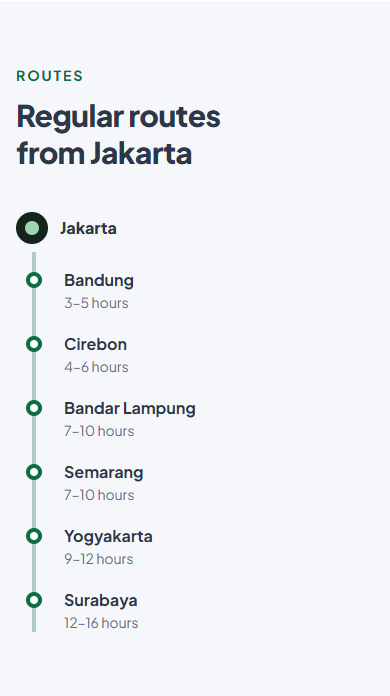 ROUTES
Regular routes
from Jakarta
Jakarta
Bandung
3–5 hours
Cirebon
4–6 hours
Bandar Lampung
7–10 hours
Semarang
7–10 hours
Yogyakarta
9–12 hours
Surabaya
12–16 hours